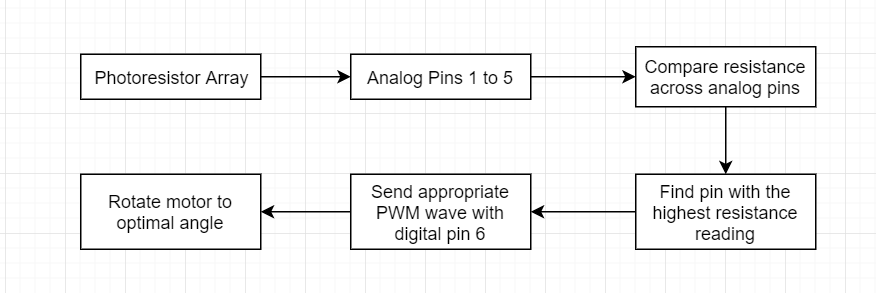 Photoresistor Array
Analog Pins 1 to 5
Compare resistance
across analog pins
Find pin with the
highest resistance
reading
Send appropriate
PWM wave with
digital pin 6
Rotate motor to
optimal angle